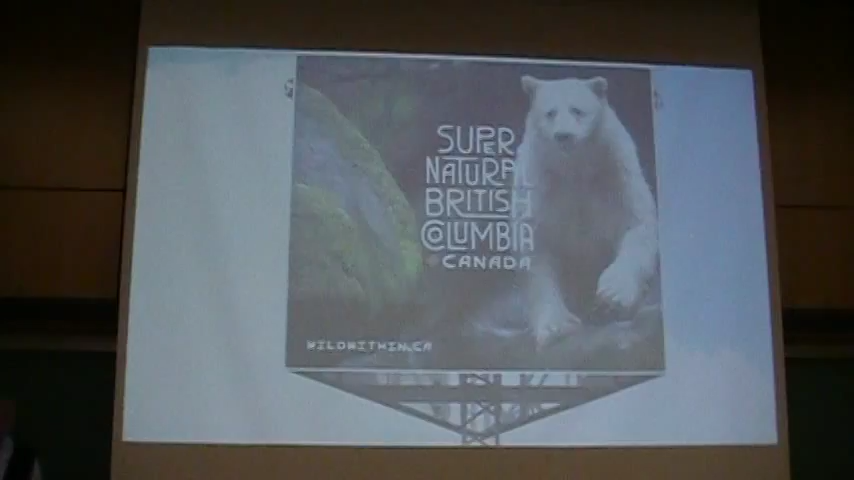 SUPER
NATURAL
BRITISH
COLUMBIA
CANADA
WILDWITHIN.CA